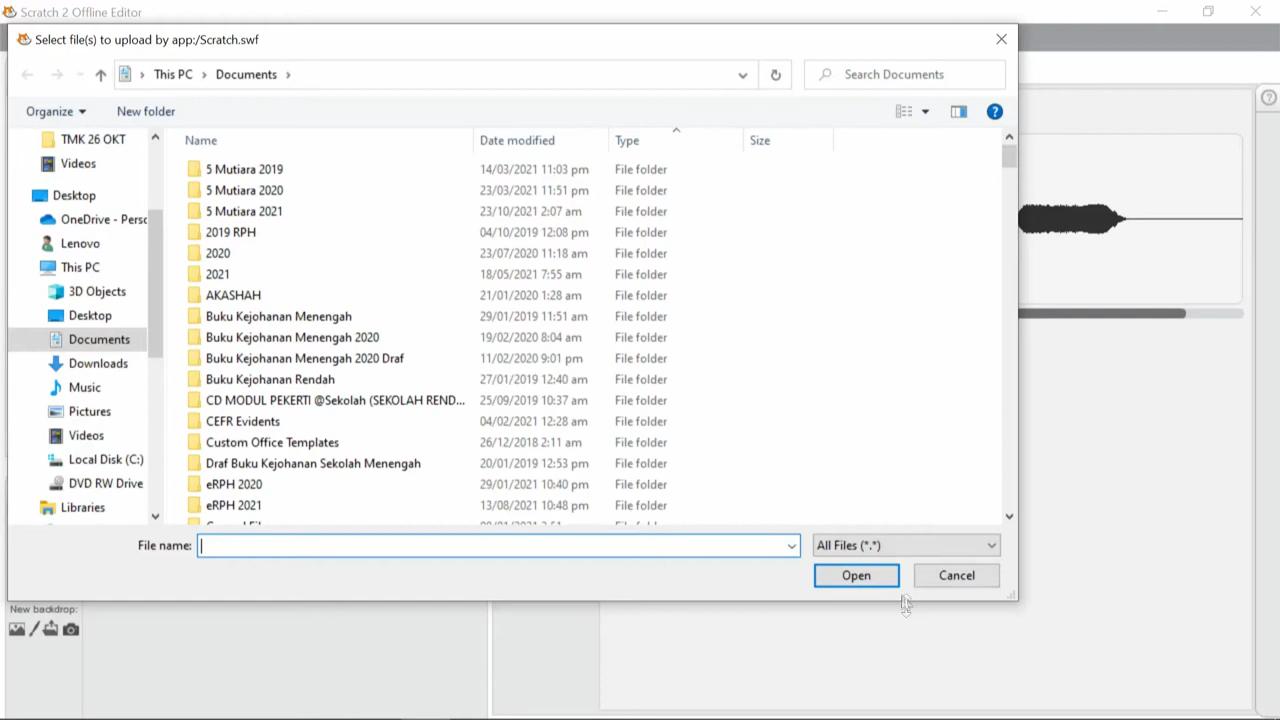 Scratch 2 Offline Editor
Select file(s) to upload by app:/Scratch.swf
This PC > Documents >
Search Documents
Organize
New folder
TMK 26 OKT
Videos
Desktop
OneDrive - Persc
Lenovo
This PC
3D Objects
Desktop
Documents
Downloads
Music
Pictures
Videos
Local Disk (C:)
DVD RW Drive
Libraries
Name Date modified Type Size
5 Mutiara 2019 14/03/2021 11:03 pm File folder
5 Mutiara 2020 23/03/2021 11:51 pm File folder
5 Mutiara 2021 23/10/2021 2:07 am File folder
2019 RPH 04/10/2019 12:08 pm File folder
2020 23/07/2020 11:18 am File folder
2021 18/05/2021 7:55 am File folder
AKASHAH 21/01/2020 1:28 am File folder
Buku Kejohanan Menengah 29/01/2019 11:51 am File folder
Buku Kejohanan Menengah 2020 19/02/2020 8:04 am File folder
Buku Kejohanan Menengah 2020 Draf 11/02/2020 9:01 pm File folder
Buku Kejohanan Rendah 27/01/2019 12:40 am File folder
CD MODUL PEKERTI @Sekolah (SEKOLAH REND... 25/09/2019 10:37 am File folder
CEFR Evidents 04/02/2021 12:28 am File folder
Custom Office Templates 26/12/2018 2:11 am File folder
Draf Buku Kejohanan Sekolah Menengah 20/01/2019 12:53 pm File folder
eRPH 2020 29/01/2021 10:40 pm File folder
eRPH 2021 13/08/2021 10:48 pm File folder
File name:
All Files (*.*)
Open
Cancel
New backdrop: